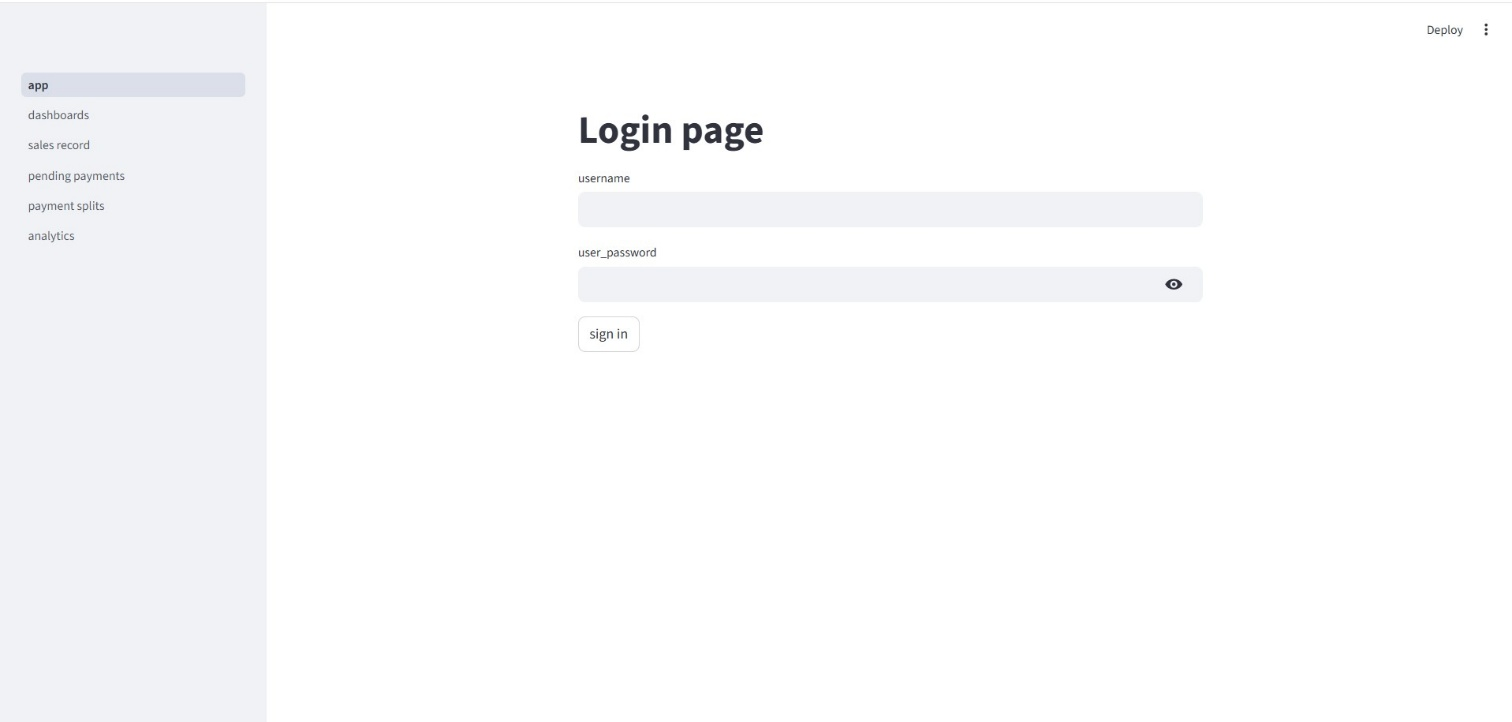 Deploy
app
dashboards
sales record
pending payments
payment splits
analytics
Login page
username
user_password
sign in